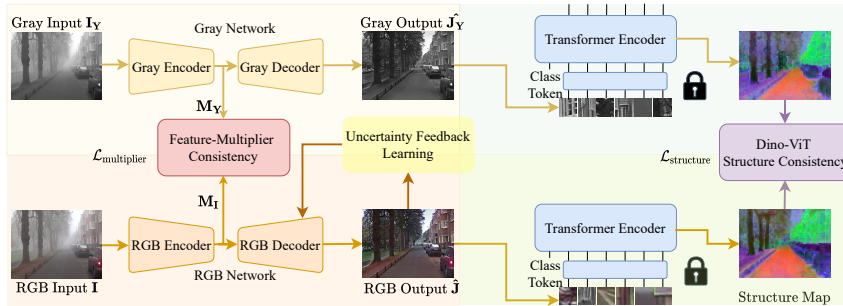 Gray Input I_Y
Gray Network
Gray Output Ĵ_Y
Gray Encoder
Gray Decoder
M_Y
Transformer Encoder
Class
Token
Feature-Multiplier
Consistency
ℒ_multiplier
Uncertainty Feedback
Learning
ℒ_structure
Dino-ViT
Structure Consistency
M_I
RGB Encoder
RGB Decoder
Transformer Encoder
Class
Token
RGB Input I
RGB Network
RGB Output Ĵ
Structure Map